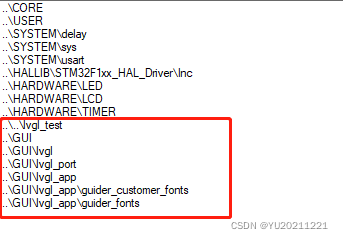 ..\CORE
..\USER
..\SYSTEM\delay
..\SYSTEM\sys
..\SYSTEM\usart
..\HALLIB\STM32F1xx_HAL_Driver\Inc
..\HARDWARE\LED
..\HARDWARE\LCD
..\HARDWARE\TIMER
..\..\lvgl_test
..\GUI
..\GUI\lvgl
..\GUI\lvgl_port
..\GUI\lvgl_app
..\GUI\lvgl_app\guider_customer_fonts
..\GUI\lvgl_app\guider_fonts
CSDN @YU20211221